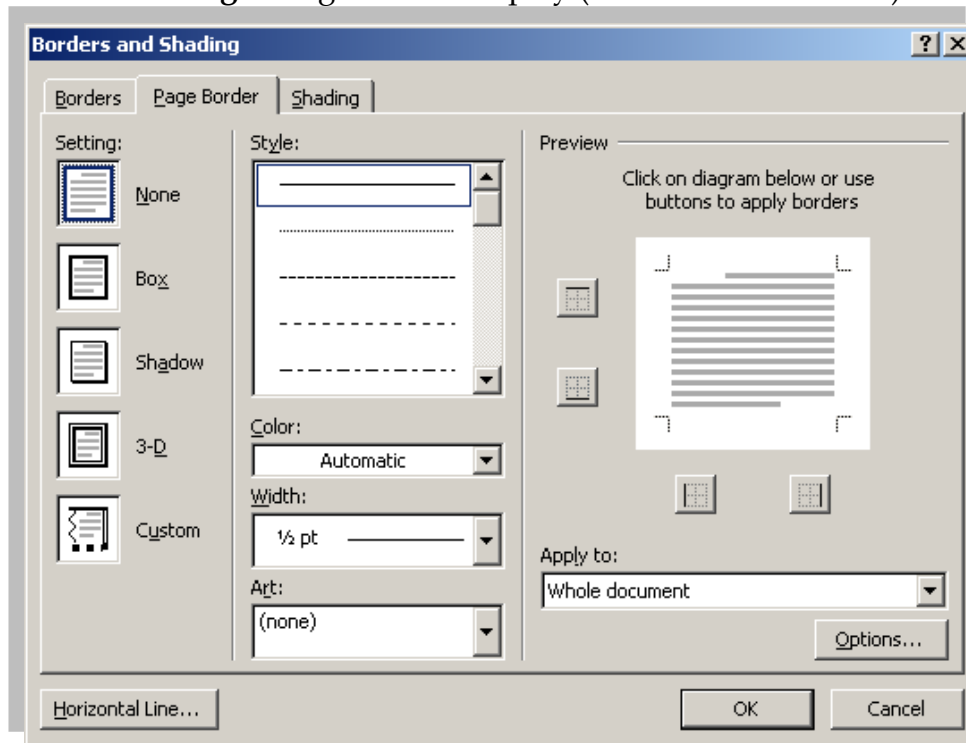 Borders and Shading
Borders Page Border Shading
Setting:
None
Box
Shadow
3-D
Custom
Style:
Color:
Automatic
Width:
½ pt
Art:
(none)
Preview
Click on diagram below or use
buttons to apply borders
Apply to:
Whole document
Options...
Horizontal Line...
OK
Cancel